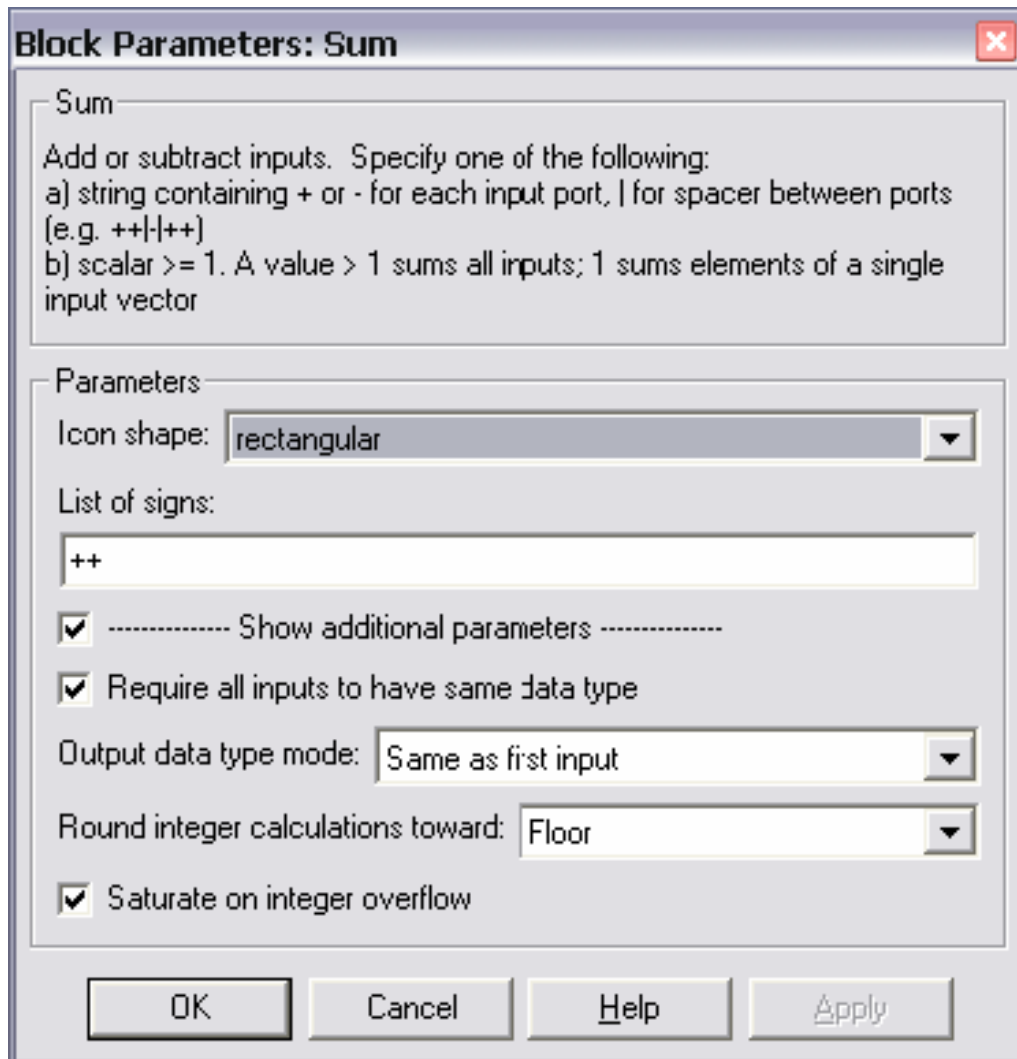 Block Parameters: Sum
Sum
Add or subtract inputs. Specify one of the following:
a) string containing + or - for each input port, | for spacer between ports
(e.g. ++|-|++)
b) scalar >= 1. A value > 1 sums all inputs; 1 sums elements of a single
input vector
Parameters
Icon shape: rectangular
List of signs:
++
--------------- Show additional parameters ---------------
Require all inputs to have same data type
Output data type mode: Same as first input
Round integer calculations toward: Floor
Saturate on integer overflow
OK Cancel Help Apply